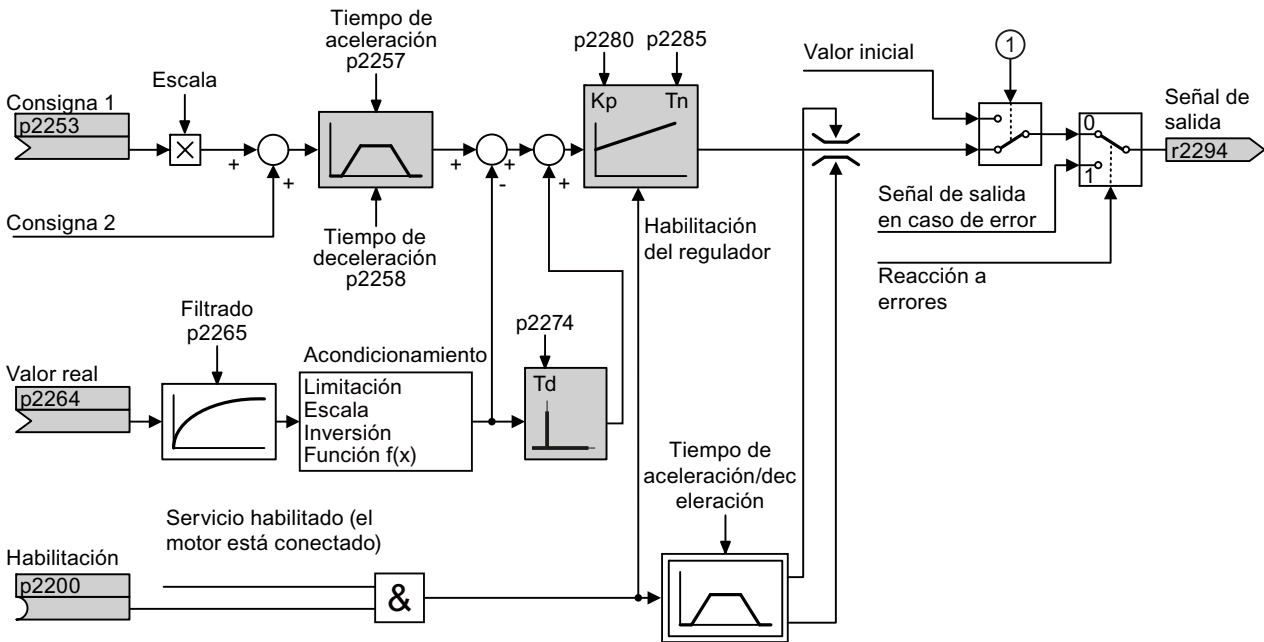 Tiempo de
aceleración
p2257
p2280
p2285
Valor inicial
1
Escala
Consigna 1
p2253
×
+
+
Kp
Tn
+
-
+
+
0
1
Señal de
salida
r2294
Consigna 2
Tiempo de
deceleración
p2258
Habilitación
del regulador
Señal de salida
en caso de error
Reacción a
errores
Filtrado
p2265
p2274
Valor real
p2264
Acondicionamiento
Limitación
Escala
Inversión
Función f(x)
Td
Tiempo de
aceleración/dec
eleración
Servicio habilitado (el
motor está conectado)
Habilitación
p2200
&